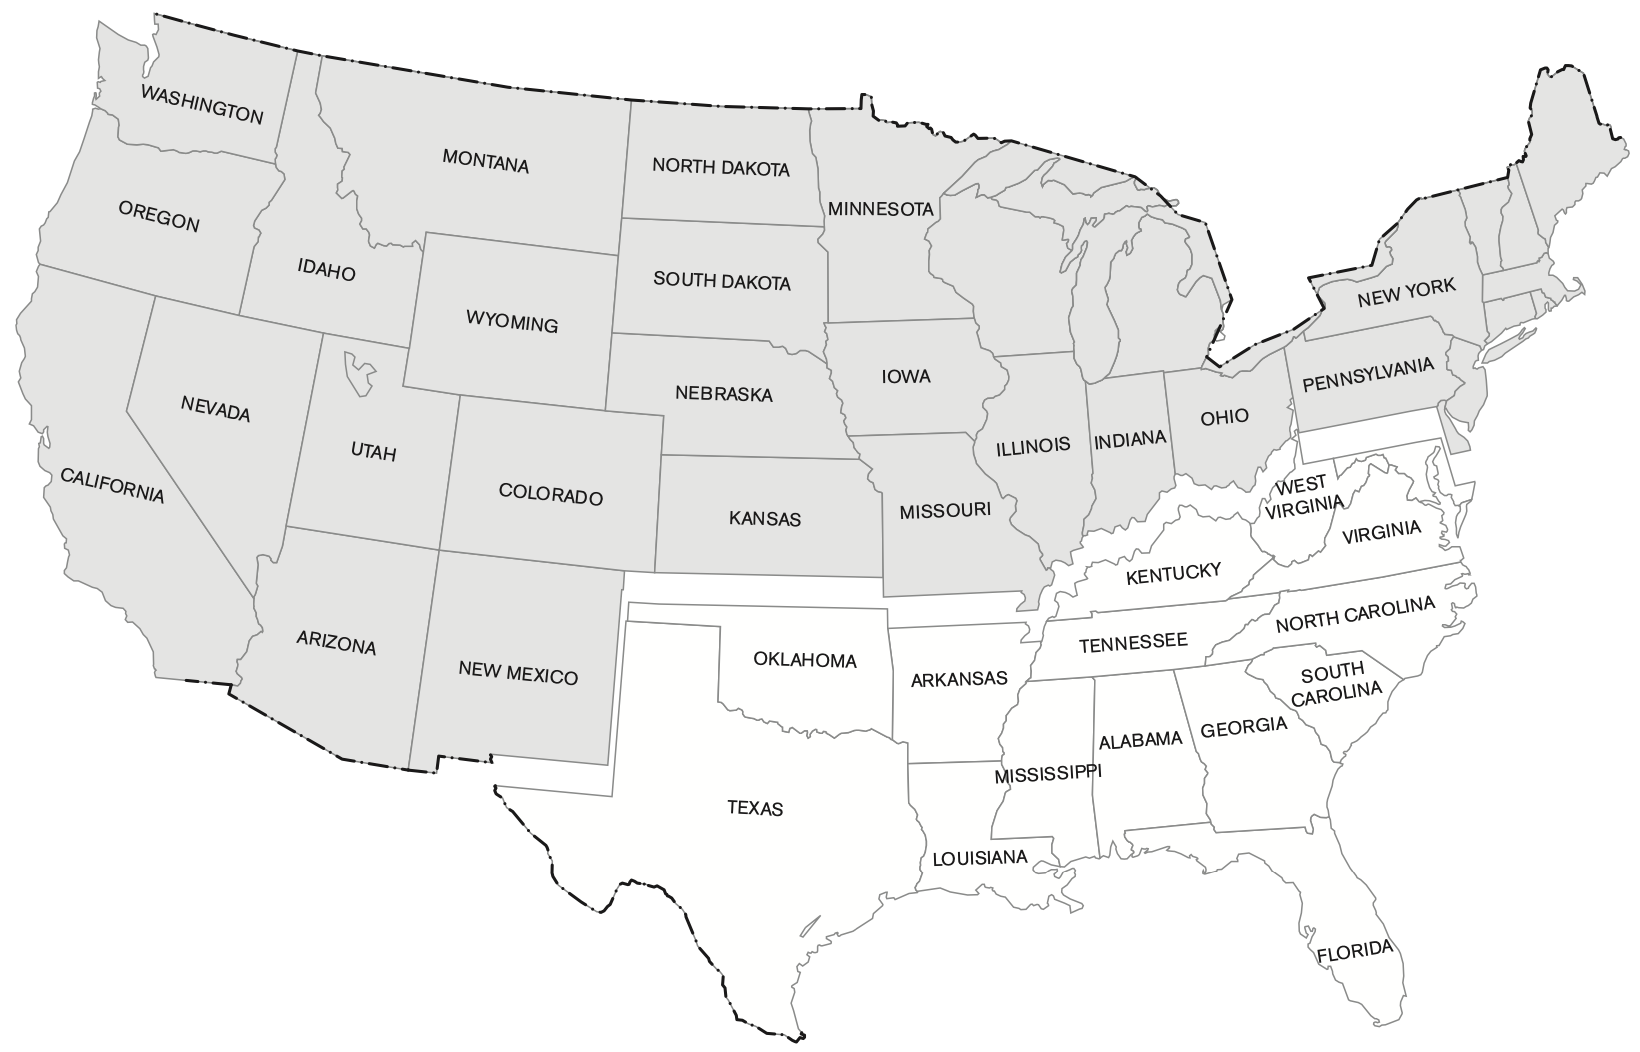 WASHINGTON
MONTANA
NORTH DAKOTA
MINNESOTA
OREGON
IDAHO
SOUTH DAKOTA
WYOMING
NEW YORK
IOWA
PENNSYLVANIA
NEBRASKA
NEVADA
OHIO
UTAH
ILLINOIS
INDIANA
CALIFORNIA
COLORADO
KANSAS
MISSOURI
WEST
VIRGINIA
VIRGINIA
KENTUCKY
NORTH CAROLINA
ARIZONA
TENNESSEE
OKLAHOMA
NEW MEXICO
ARKANSAS
SOUTH
CAROLINA
GEORGIA
ALABAMA
MISSISSIPPI
TEXAS
LOUISIANA
FLORIDA